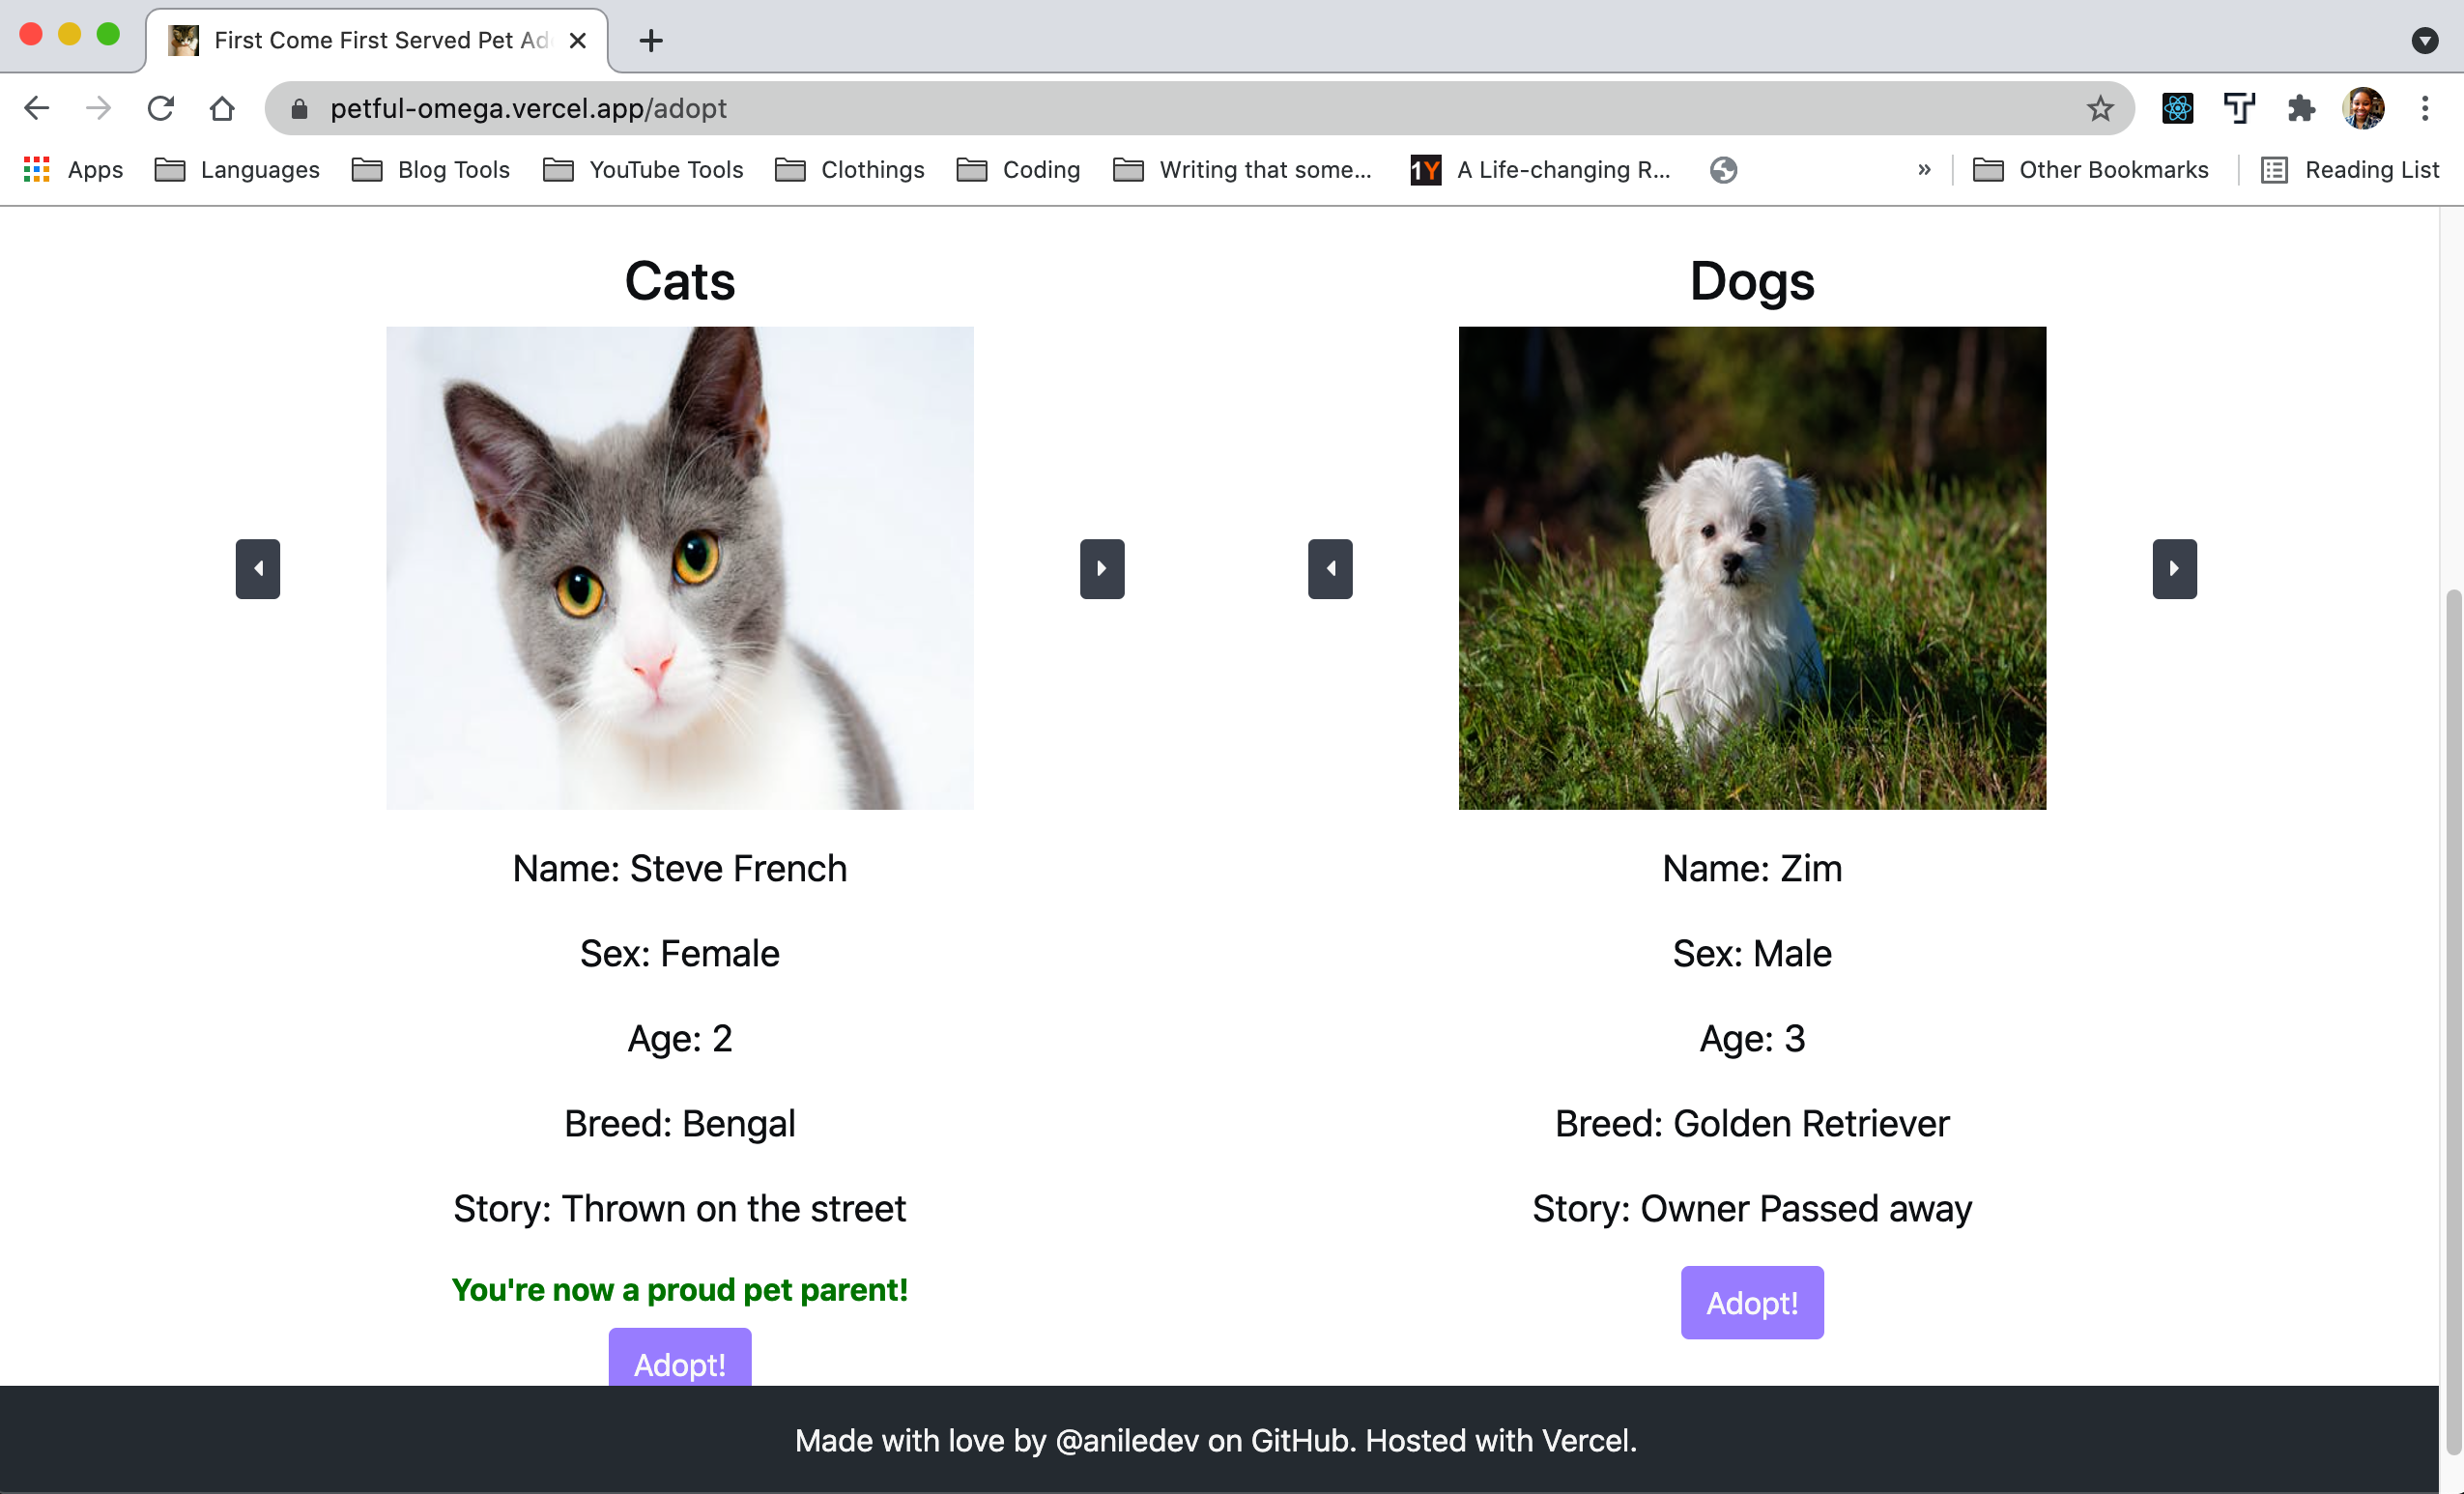 First Come First Served Pet Ad
petful-omega.vercel.app/adopt
Apps Languages Blog Tools YouTube Tools Clothings Coding Writing that some... 1Y A Life-changing R... » Other Bookmarks Reading List
Cats
Name: Steve French
Sex: Female
Age: 2
Breed: Bengal
Story: Thrown on the street
You're now a proud pet parent!
Adopt!
Dogs
Name: Zim
Sex: Male
Age: 3
Breed: Golden Retriever
Story: Owner Passed away
Adopt!
Made with love by @aniledev on GitHub. Hosted with Vercel.